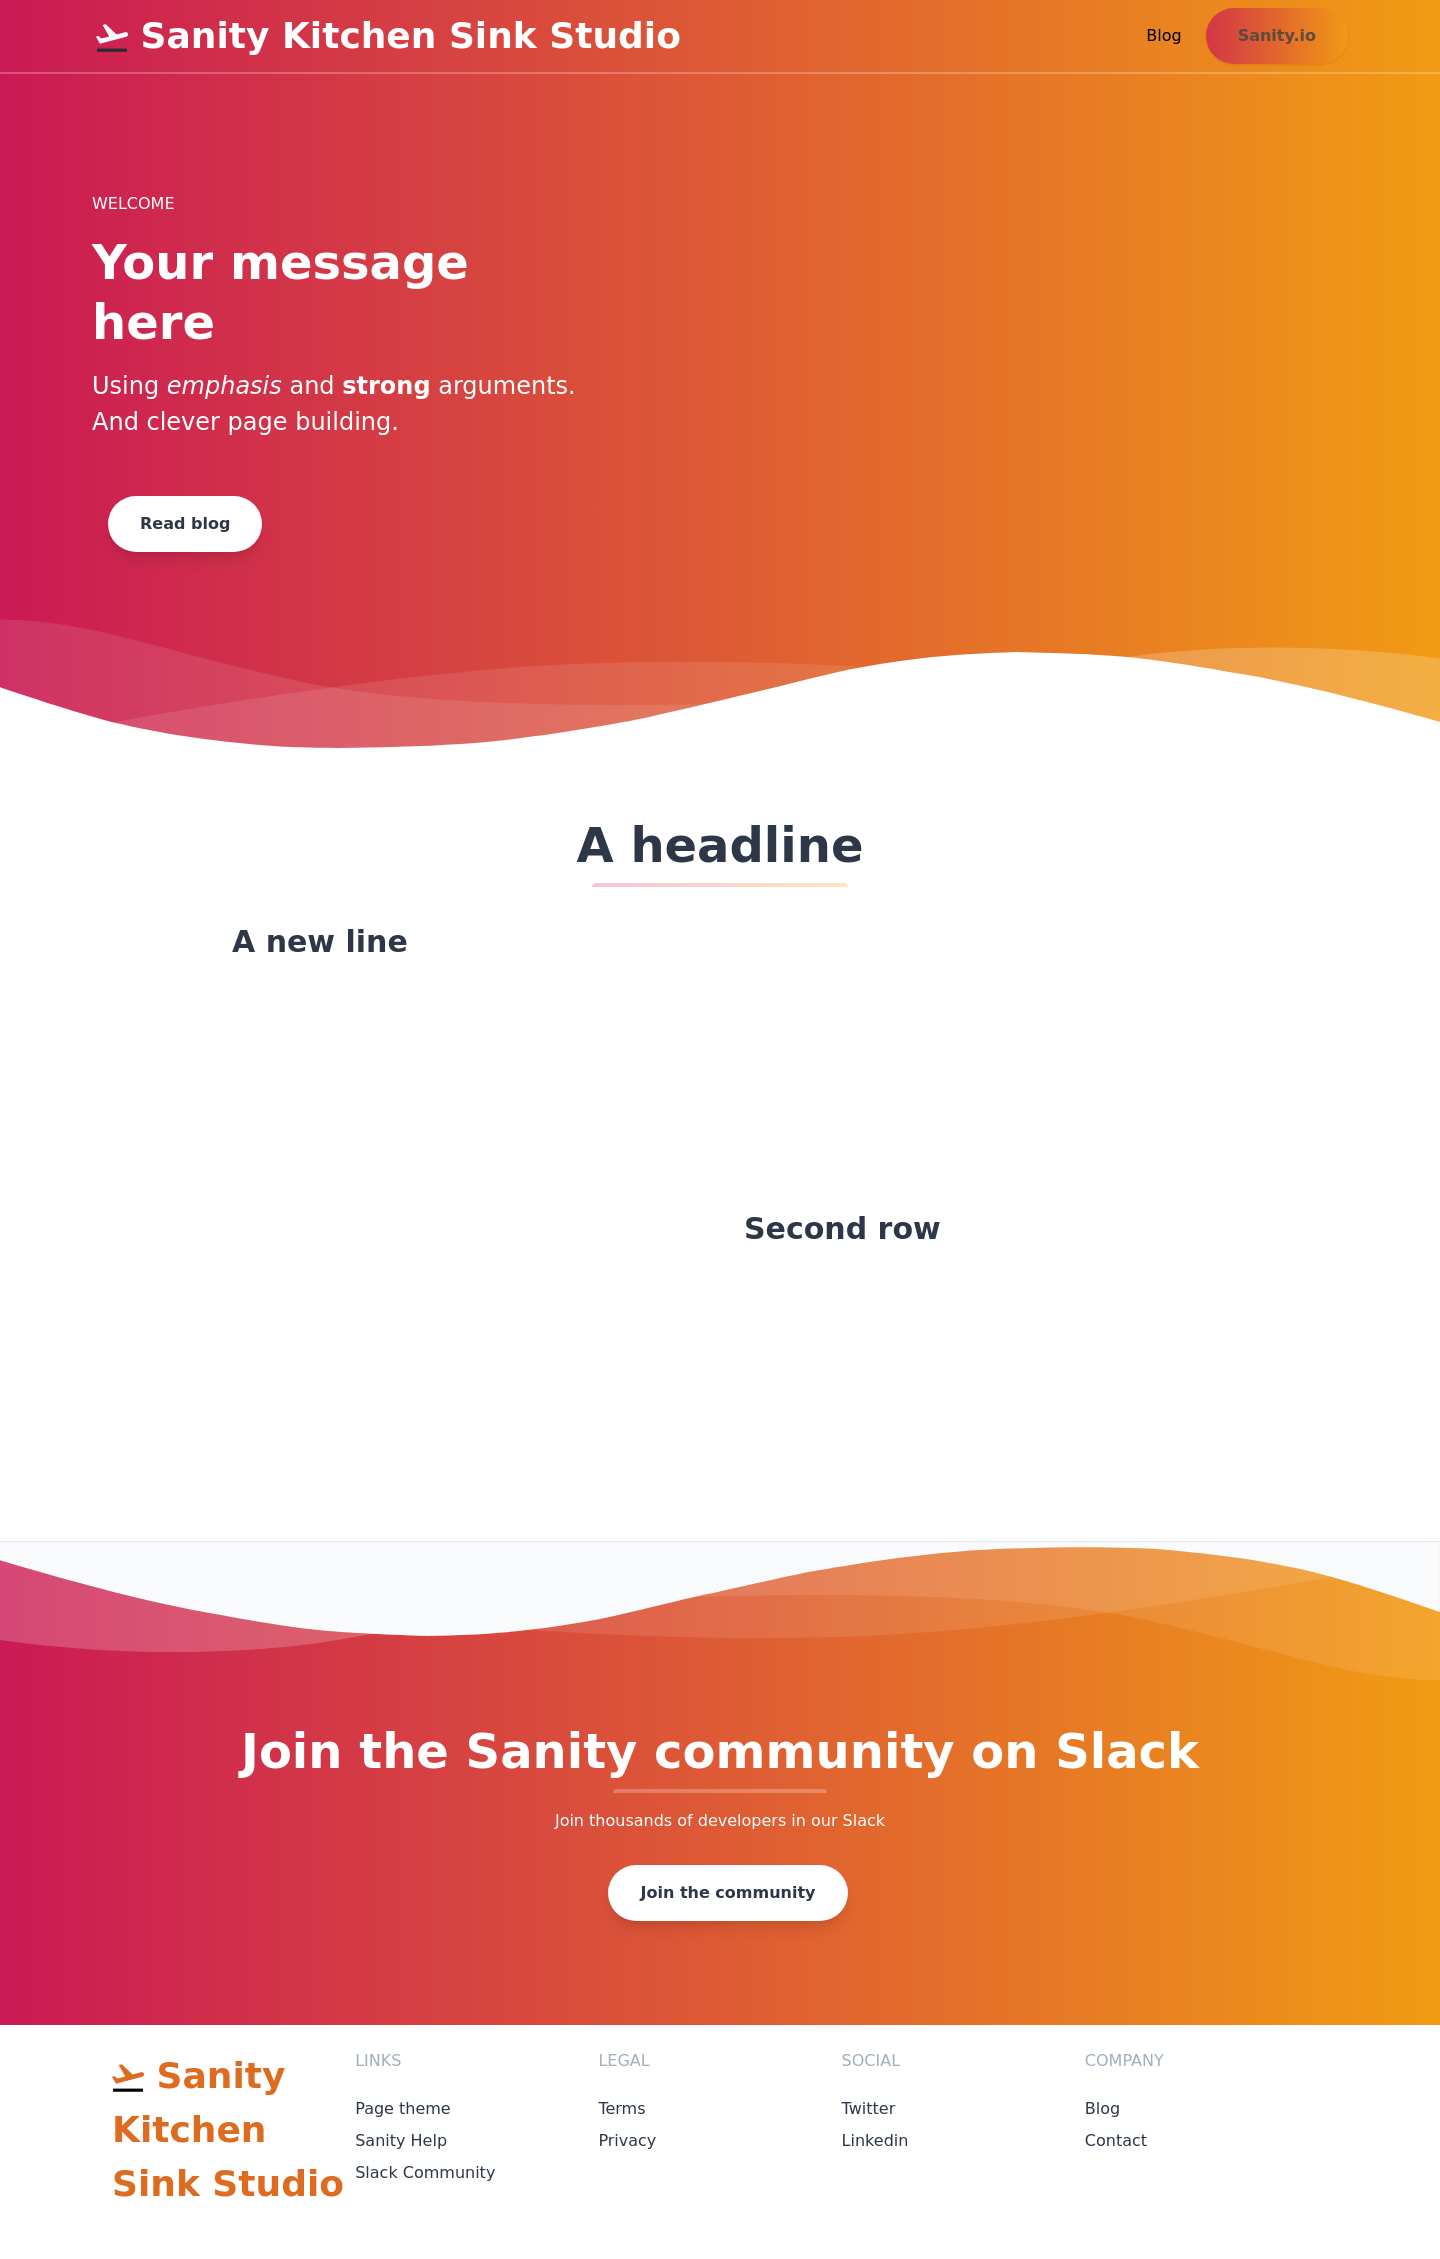 Sanity Kitchen Sink Studio
Blog
Sanity.io
WELCOME
Your message
here
Using emphasis and strong arguments.
And clever page building.
Read blog
A headline
A new line
Second row
Join the Sanity community on Slack
Join thousands of developers in our Slack
Join the community
Sanity
Kitchen
Sink Studio
LINKS
Page theme
Sanity Help
Slack Community
LEGAL
Terms
Privacy
SOCIAL
Twitter
Linkedin
COMPANY
Blog
Contact